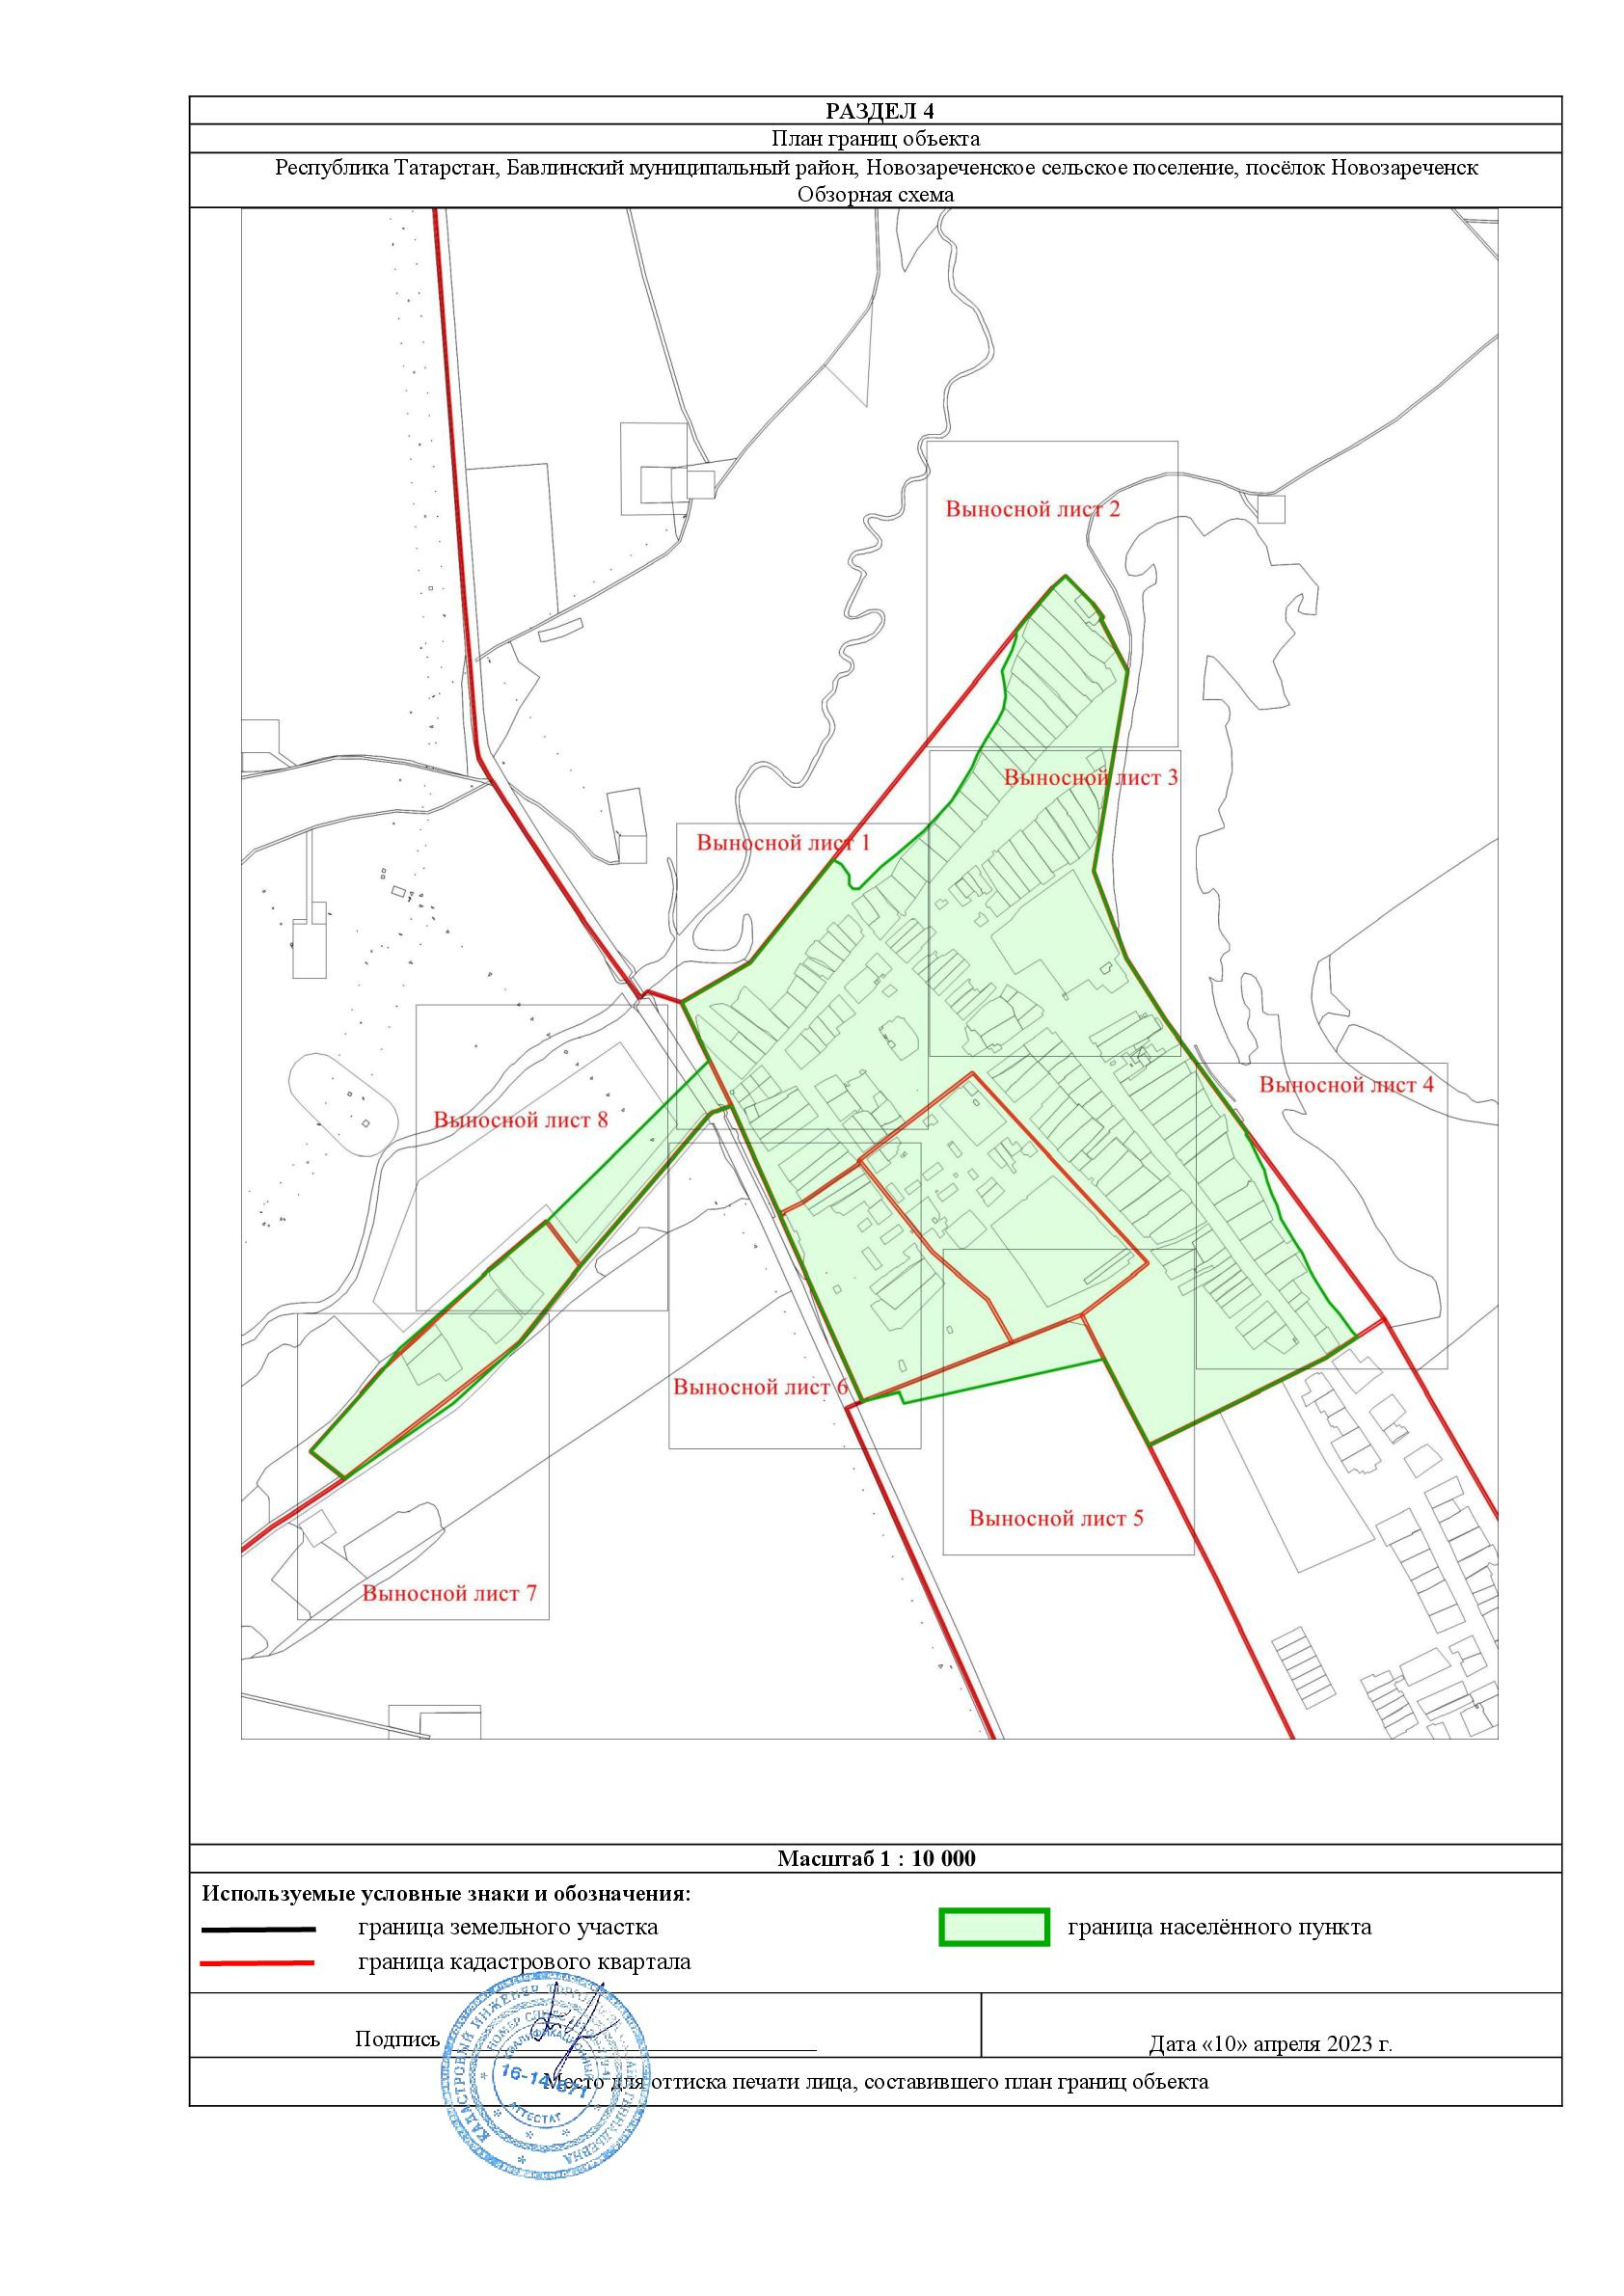 РАЗДЕЛ 4
План границ объекта
Республика Татарстан, Бавлинский муниципальный район, Новозареченское сельское поселение, посёлок Новозареченск
Обзорная схема
Выносной лист 2
Выносной лист 3
Выносной лист 1
Выносной лист 4
Выносной лист 8
Выносной лист 6
Выносной лист 5
Выносной лист 7
Масштаб 1 : 10 000
Используемые условные знаки и обозначения:
граница земельного участка
граница населённого пункта
граница кадастрового квартала
Подпись
Дата «10» апреля 2023 г.
Место для оттиска печати лица, составившего план границ объекта
КАДАСТРОВЫЙ ИНЖЕНЕР
АТТЕСТАТ